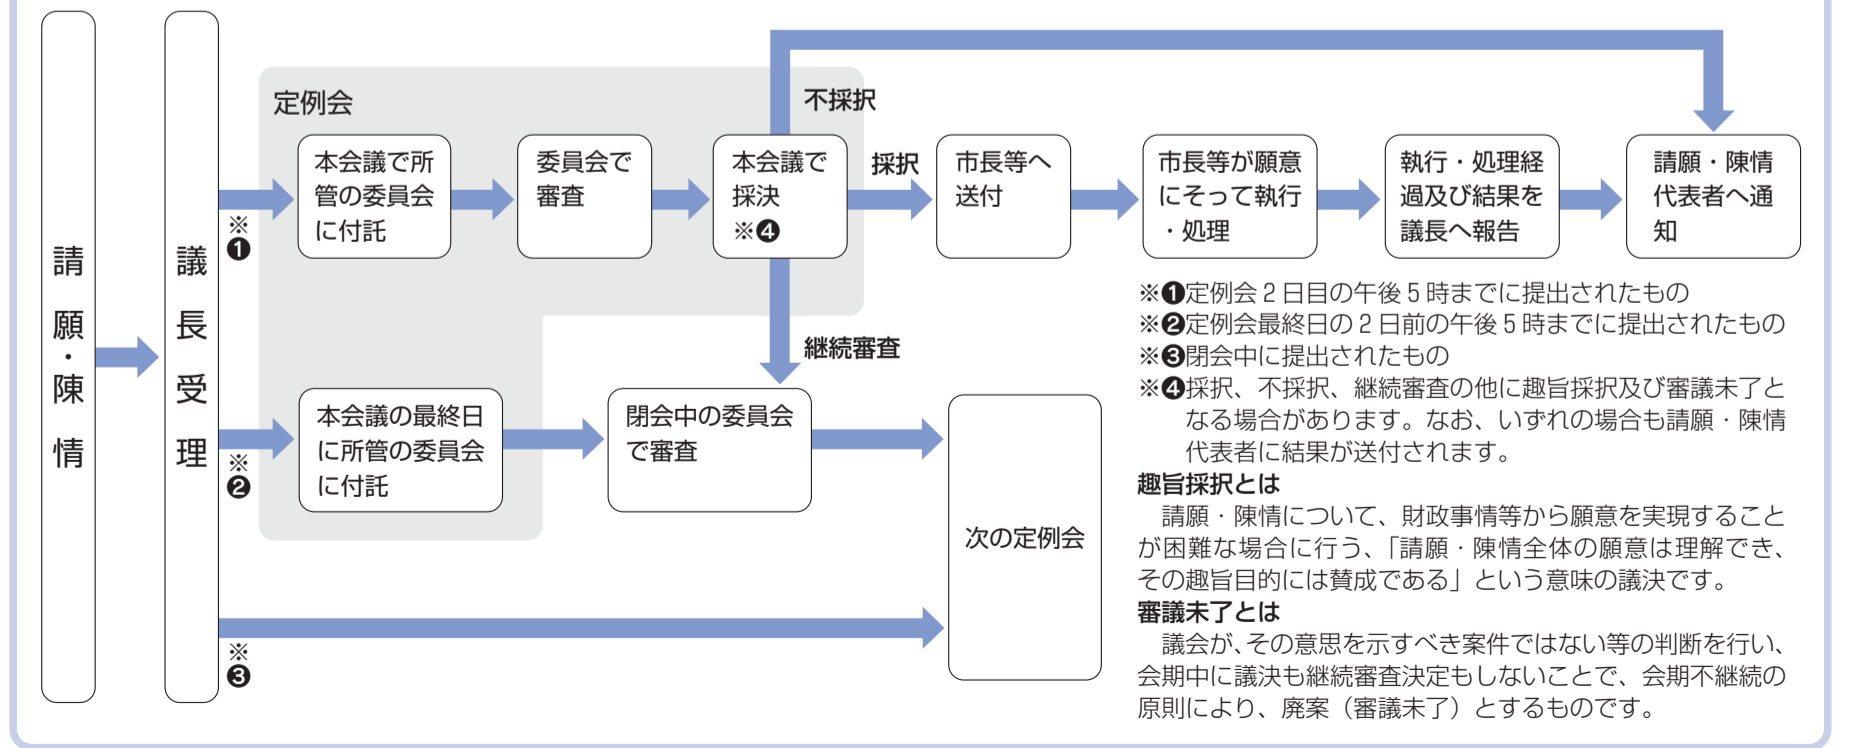 請願・陳情
議長受理
定例会
※
❶
本会議で所
管の委員会
に付託
委員会で
審査
本会議で
採決
※❹
不採択
採択
市長等へ
送付
市長等が願意
にそって執行
・処理
執行・処理経
過及び結果を
議長へ報告
請願・陳情
代表者へ通
知
継続審査
※
❷
本会議の最終日
に所管の委員会
に付託
閉会中の委員会
で審査
次の定例会
※
❸
※❶定例会２日目の午後５時までに提出されたもの
※❷定例会最終日の２日前の午後５時までに提出されたもの
※❸閉会中に提出されたもの
※❹採択、不採択、継続審査の他に趣旨採択及び審議未了と
なる場合があります。なお、いずれの場合も請願・陳情
代表者に結果が送付されます。
趣旨採択とは
　請願・陳情について、財政事情等から願意を実現すること
が困難な場合に行う、「請願・陳情全体の願意は理解でき、
その趣旨目的には賛成である」という意味の議決です。
審議未了とは
　議会が、その意思を示すべき案件ではない等の判断を行い、
会期中に議決も継続審査決定もしないことで、会期不継続の
原則により、廃案（審議未了）とするものです。